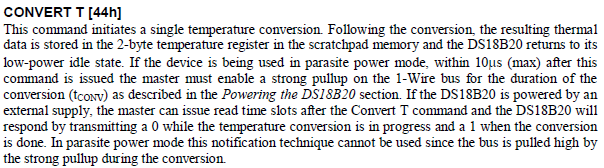 CONVERT T [44h]
This command initiates a single temperature conversion. Following the conversion, the resulting thermal
data is stored in the 2-byte temperature register in the scratchpad memory and the DS18B20 returns to its
low-power idle state. If the device is being used in parasite power mode, within 10μs (max) after this
command is issued the master must enable a strong pullup on the 1-Wire bus for the duration of the
conversion (tCONV) as described in the Powering the DS18B20 section. If the DS18B20 is powered by an
external supply, the master can issue read time slots after the Convert T command and the DS18B20 will
respond by transmitting a 0 while the temperature conversion is in progress and a 1 when the conversion
is done. In parasite power mode this notification technique cannot be used since the bus is pulled high by
the strong pullup during the conversion.